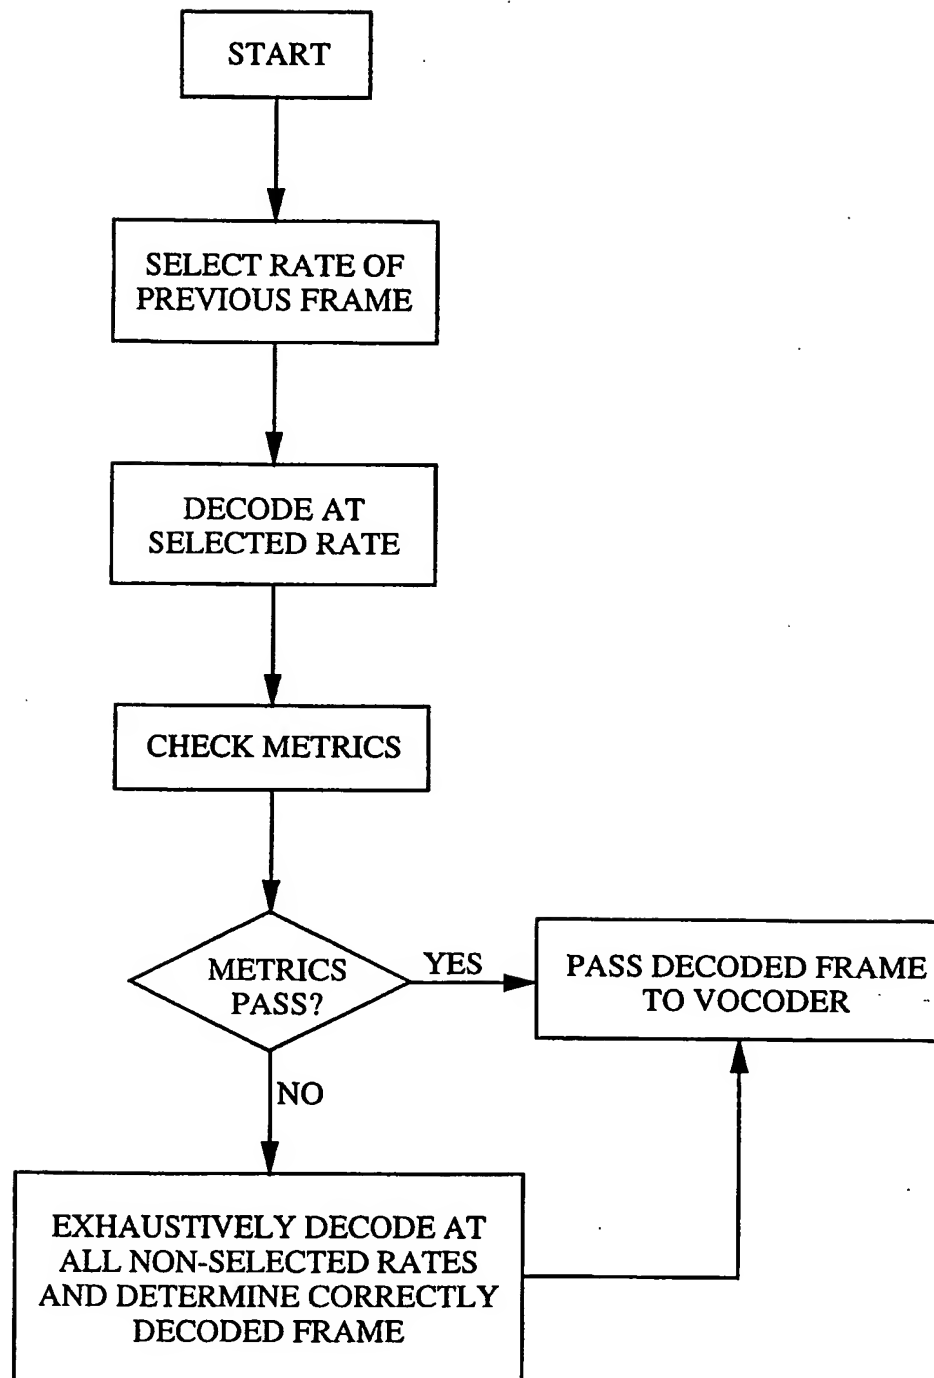 START
SELECT RATE OF
PREVIOUS FRAME
DECODE AT
SELECTED RATE
CHECK METRICS
METRICS
PASS?
YES
PASS DECODED FRAME
TO VOCODER
NO
EXHAUSTIVELY DECODE AT
ALL NON-SELECTED RATES
AND DETERMINE CORRECTLY
DECODED FRAME